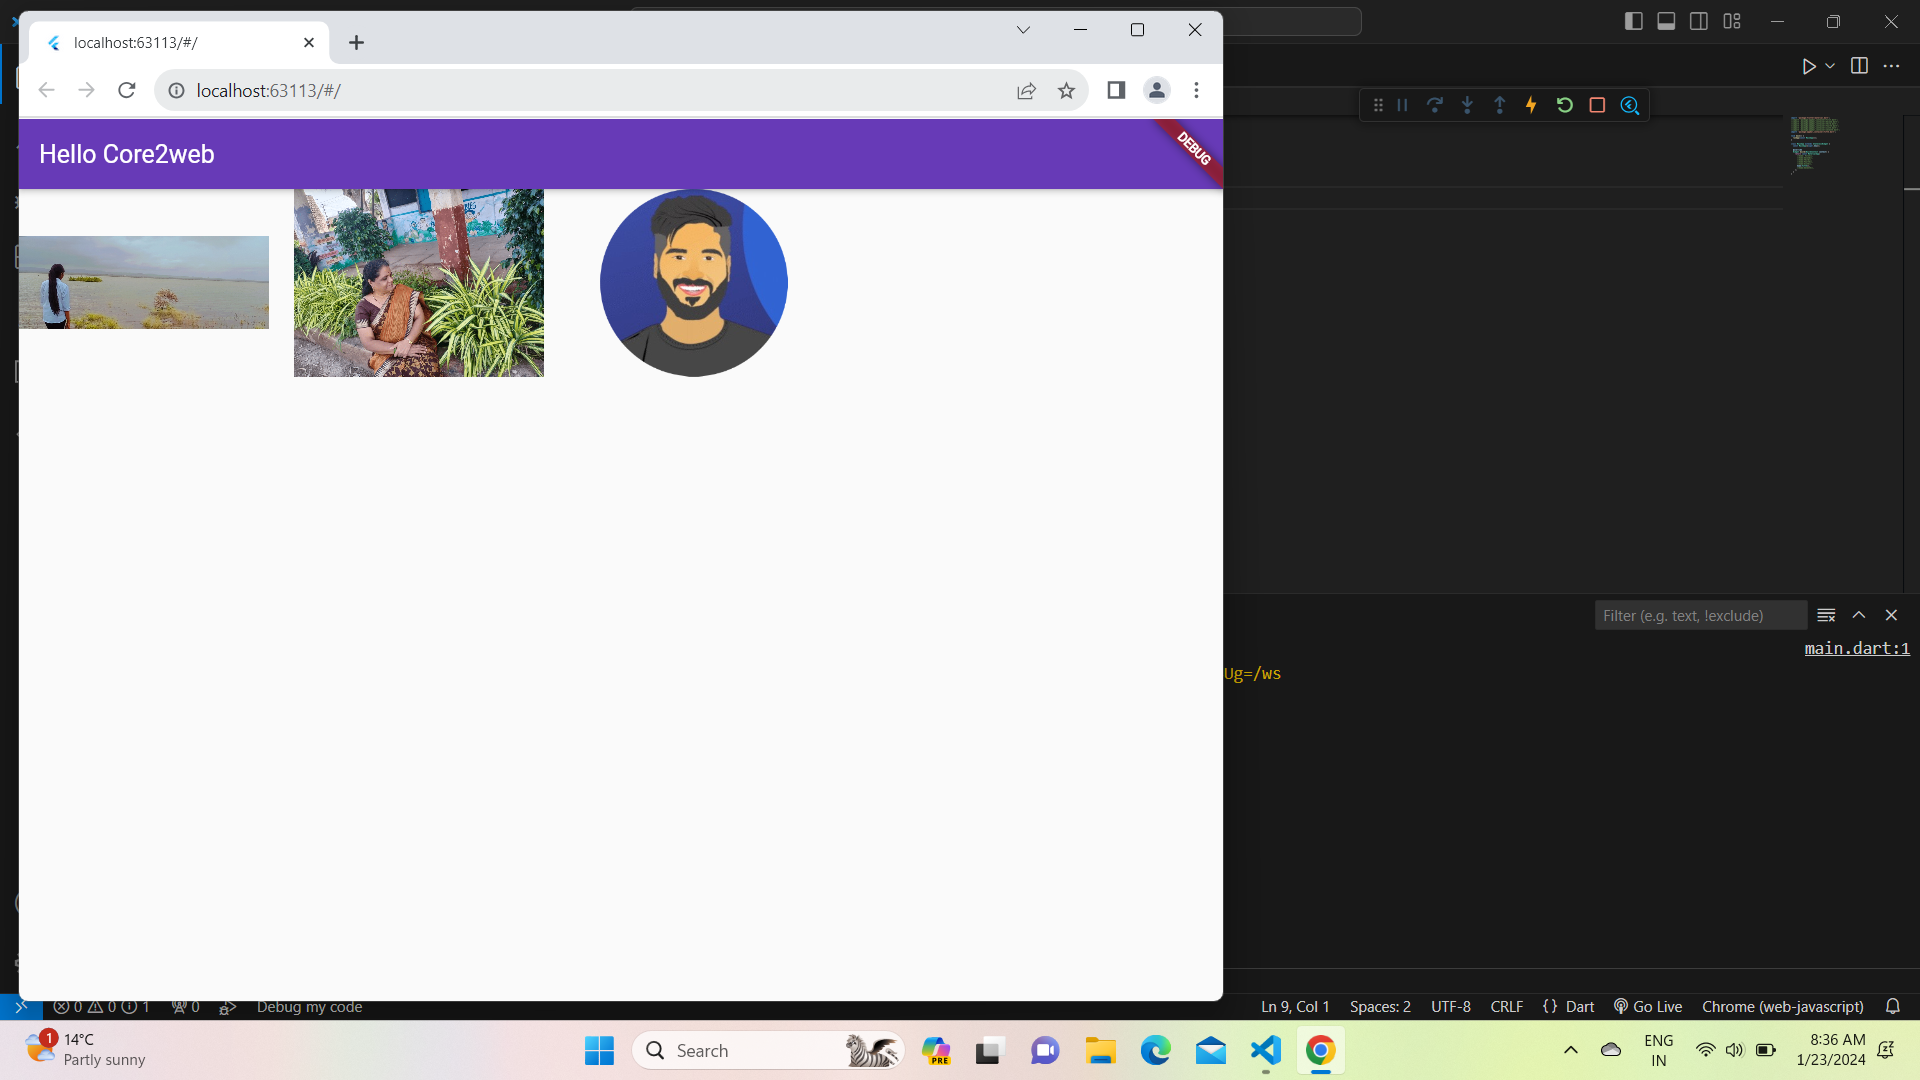 localhost:63113/#/
localhost:63113/#/
Hello Core2web
DEBUG
Filter (e.g. text, !exclude)
main.dart:1
Ug=/ws
0 0 1 0 Debug my code
Ln 9, Col 1 Spaces: 2 UTF-8 CRLF {} Dart Go Live Chrome (web-javascript)
1 14°C
Partly sunny
Search
PRE
ENG
IN
8:36 AM
1/23/2024